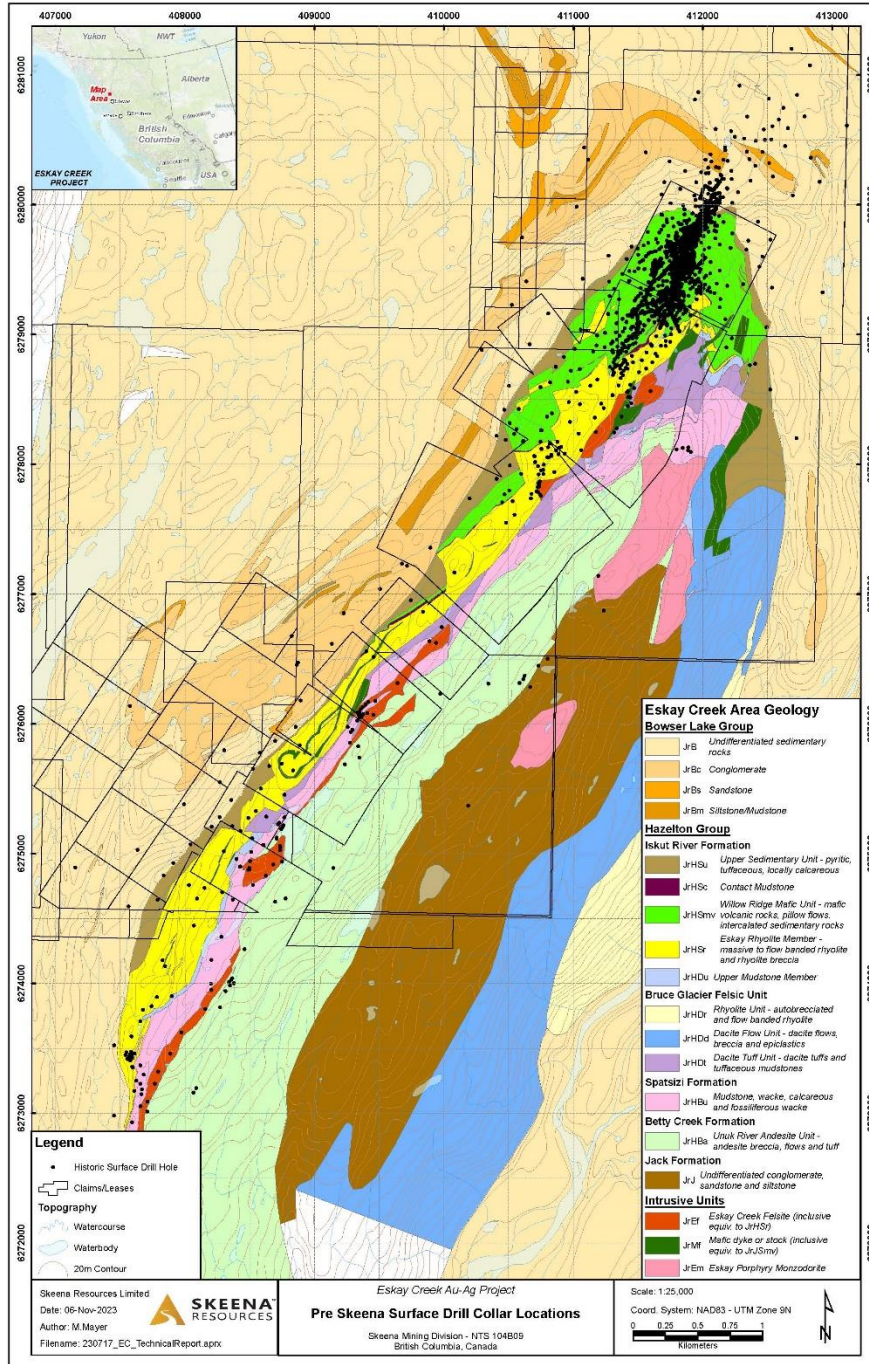 407000 408000 409000 410000 411000 412000 413000
Yukon
NWT
Map
Area
Alberta
British
Columbia
Edmonton
Calgary
Vancouver
Seattle
USA
ESKAY CREEK
PROJECT
6281000
6280000
6279000
6278000
6277000
6276000
6275000
6274000
6273000
6272000
Eskay Creek Area Geology
Bowser Lake Group
JrB Undifferentiated sedimentary
rocks
JrBc Conglomerate
JrBs Sandstone
JrBm Siltstone/Mudstone
Hazelton Group
Iskut River Formation
JrHSu Upper Sedimentary Unit - pyritic,
tuffaceous, locally calcareous
JrHSc Contact Mudstone
JrHSmv Willow Ridge Mafic Unit - mafic
volcanic rocks, pillow flows,
intercalated sedimentary
rocks
JrHSr Eskay Rhyolite Member -
massive to flow banded rhyolite
and rhyolite breccia
JrHDu Upper Mudstone Member
Bruce Glacier Felsic Unit
JrHDr Rhyolite Unit - autobrecciated
and flow banded rhyolite
JrHDd Dacite Flow Unit - dacite flows,
breccia and epiclastics
JrHDt Dacite Tuff Unit - dacite tuffs and
tuffaceous mudstones
Spatsizi Formation
JrHBu Mudstone, wacke, calcareous
and fossiliferous wacke
Betty Creek Formation
JrHBa Unuk River Andesite Unit -
andesite breccia, flows and tuff
Jack Formation
JrJ Undifferentiated conglomerate,
sandstone and siltstone
Intrusive Units
JrEf Eskay Creek Felsite (inclusive
equiv. to JrHSr)
JrMf Mafic dyke or stock (inclusive
equiv. to JrJSmv)
JrEm Eskay Porphyry Monzodorite
Legend
Historic Surface Drill Hole
Claims/Leases
Topography
Watercourse
Waterbody
20m Contour
Skeena Resources Limited
Date: 06-Nov-2023
Author: M.Mayer
Filename: 230717_EC_TechnicalReport.aprx
SKEENA
RESOURCES
Eskay Creek Au-Ag Project
Pre Skeena Surface Drill Collar Locations
Skeena Mining Division - NTS 104B09
British Columbia, Canada
Scale: 1:25,000
Coord. System: NAD83 - UTM Zone 9N
0 0.25 0.5 0.75 1
Kilometers
N